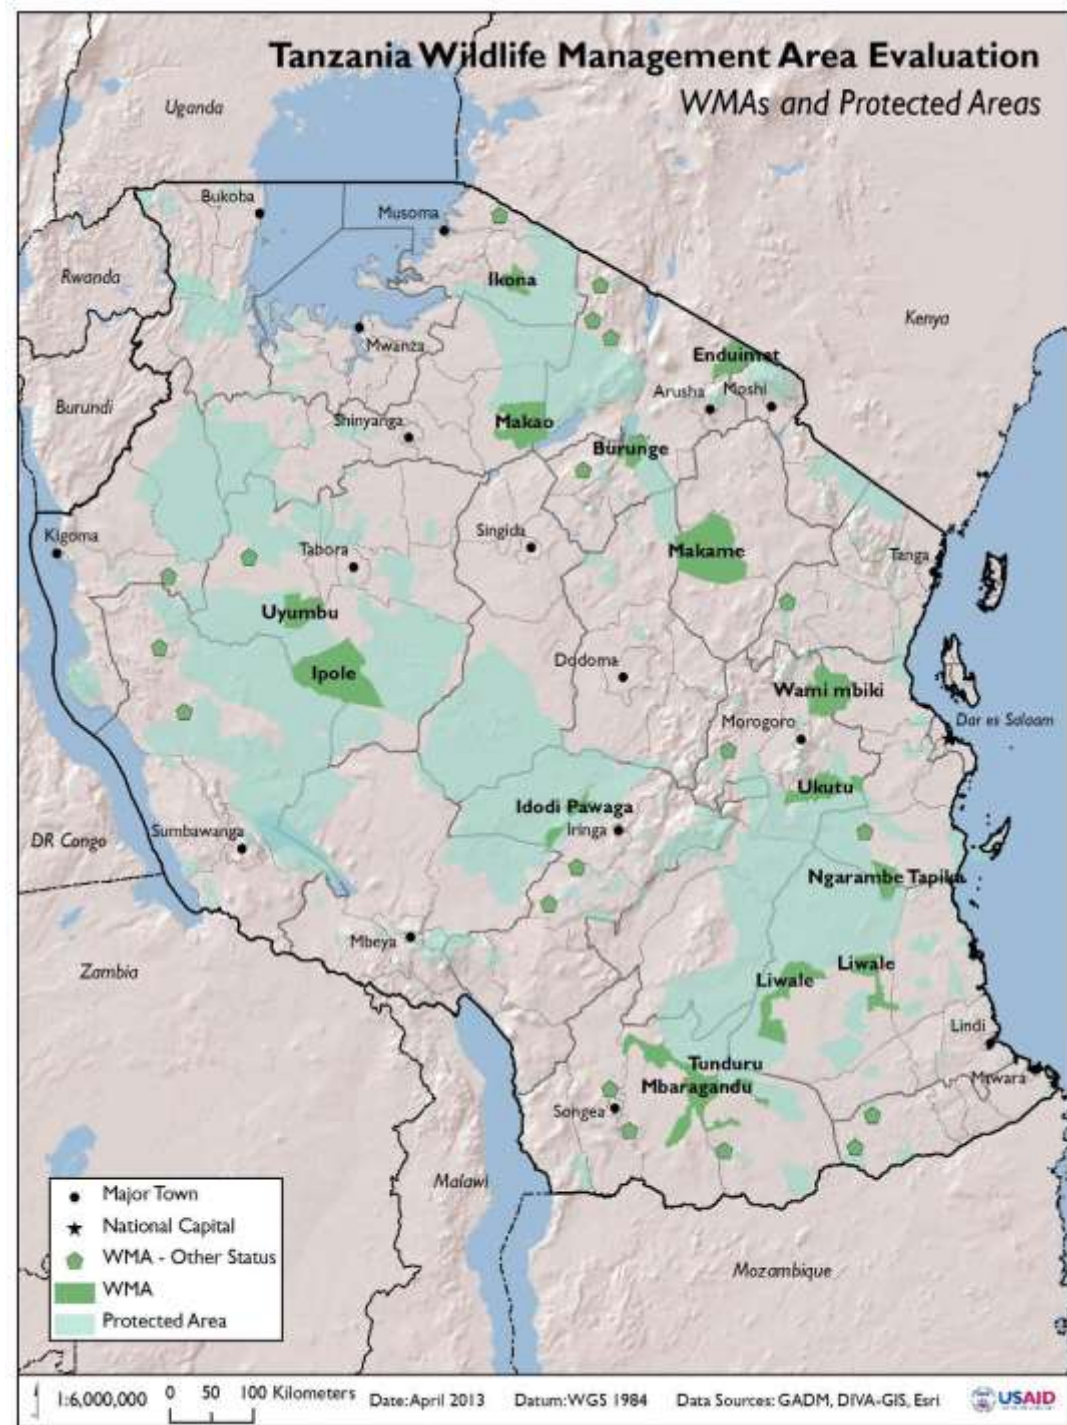 Tanzania Wildlife Management Area Evaluation
WMAs and Protected Areas
Uganda
Bukoba
Musoma
Rwanda
Ikona
Kenya
Mwanza
Enduimat
Burundi
Arusha
Moshi
Shinyanga
Makao
Burunge
Kigoma
Singida
Tabora
Makame
Tanga
Uyumbu
Ipole
Dodoma
Wami mbiki
Morogoro
Dar es Salaam
Ukutu
Idodi Pawaga
Iringa
DR Congo
Sumbawanga
Ngarambe Tapika
Mbeya
Zambia
Liwale
Liwale
Lindi
Tunduru
Mbaragandu
Mtwara
Songea
Malawi
Mozambique
Major Town
National Capital
WMA - Other Status
WMA
Protected Area
1:6,000,000 0 50 100 Kilometers Date: April 2013 Datum: WGS 1984 Data Sources: GADM, DIVA-GIS, Esri USAID